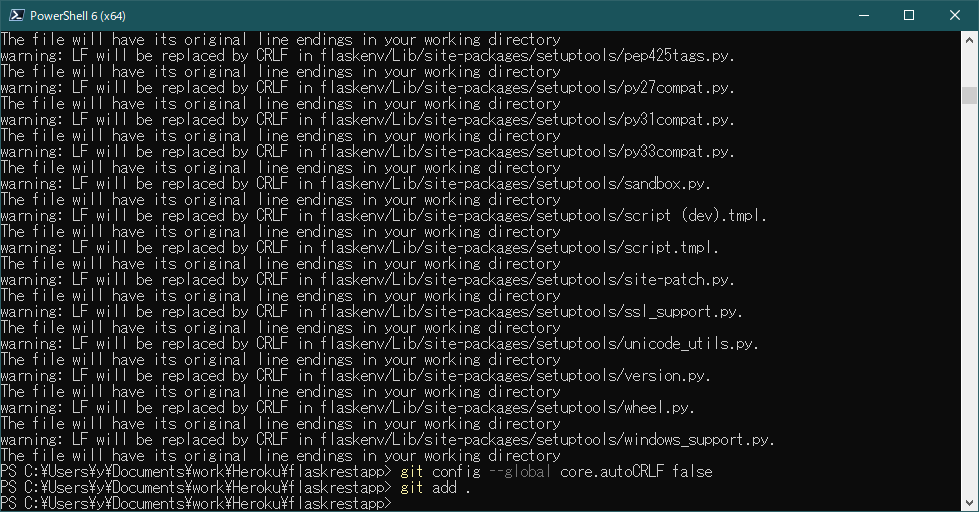 PowerShell 6 (x64)
The file will have its original line endings in your working directory
warning: LF will be replaced by CRLF in flaskenv/Lib/site-packages/setuptools/pep425tags.py.
The file will have its original line endings in your working directory
warning: LF will be replaced by CRLF in flaskenv/Lib/site-packages/setuptools/py27compat.py.
The file will have its original line endings in your working directory
warning: LF will be replaced by CRLF in flaskenv/Lib/site-packages/setuptools/py31compat.py.
The file will have its original line endings in your working directory
warning: LF will be replaced by CRLF in flaskenv/Lib/site-packages/setuptools/py33compat.py.
The file will have its original line endings in your working directory
warning: LF will be replaced by CRLF in flaskenv/Lib/site-packages/setuptools/sandbox.py.
The file will have its original line endings in your working directory
warning: LF will be replaced by CRLF in flaskenv/Lib/site-packages/setuptools/script (dev).tmpl.
The file will have its original line endings in your working directory
warning: LF will be replaced by CRLF in flaskenv/Lib/site-packages/setuptools/script.tmpl.
The file will have its original line endings in your working directory
warning: LF will be replaced by CRLF in flaskenv/Lib/site-packages/setuptools/site-patch.py.
The file will have its original line endings in your working directory
warning: LF will be replaced by CRLF in flaskenv/Lib/site-packages/setuptools/ssl_support.py.
The file will have its original line endings in your working directory
warning: LF will be replaced by CRLF in flaskenv/Lib/site-packages/setuptools/unicode_utils.py.
The file will have its original line endings in your working directory
warning: LF will be replaced by CRLF in flaskenv/Lib/site-packages/setuptools/version.py.
The file will have its original line endings in your working directory
warning: LF will be replaced by CRLF in flaskenv/Lib/site-packages/setuptools/wheel.py.
The file will have its original line endings in your working directory
warning: LF will be replaced by CRLF in flaskenv/Lib/site-packages/setuptools/windows_support.py.
The file will have its original line endings in your working directory
PS C:¥Users¥y¥Documents¥work¥Heroku¥flaskrestapp> git config --global core.autoCRLF false
PS C:¥Users¥y¥Documents¥work¥Heroku¥flaskrestapp> git add .
PS C:¥Users¥y¥Documents¥work¥Heroku¥flaskrestapp>